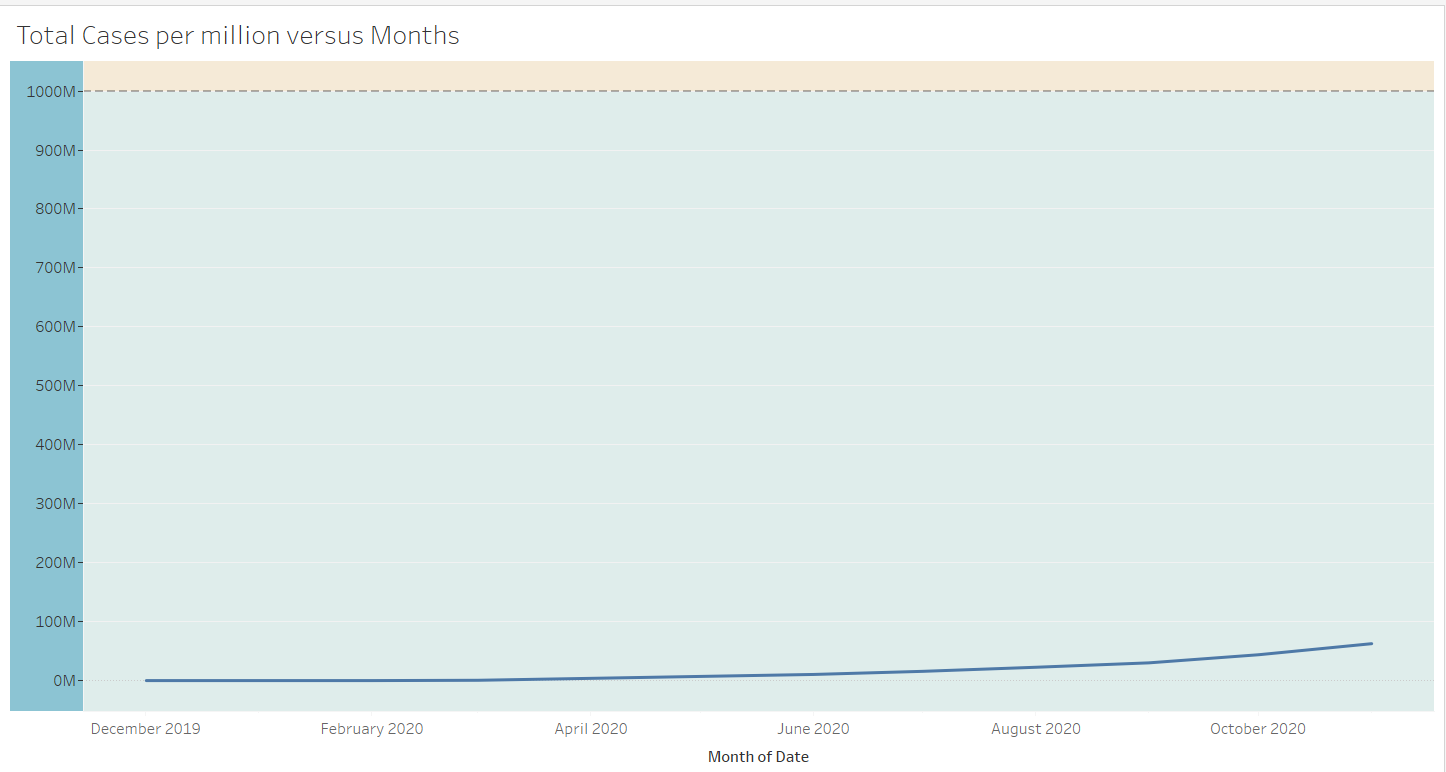 Total Cases per million versus Months
1000M
900M
800M
700M
600M
500M
400M
300M
200M
100M
0M
December 2019
February 2020
April 2020
June 2020
August 2020
October 2020
Month of Date